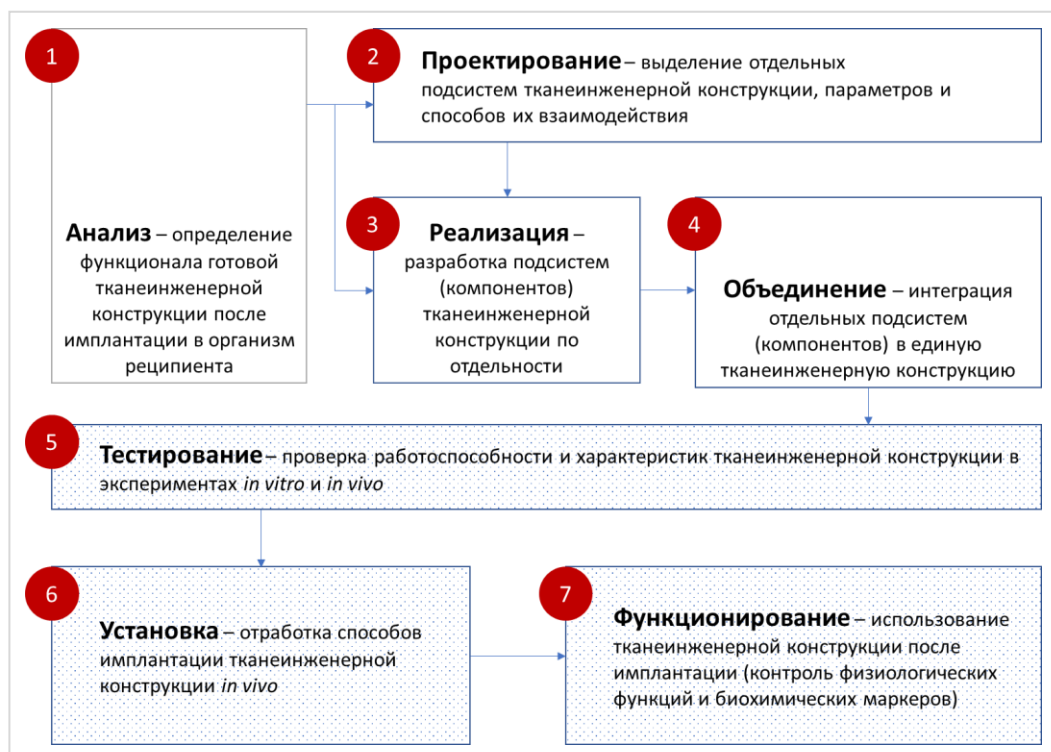 1
Анализ – определение
функционала готовой
тканеинженерной
конструкции после
имплантации в организм
реципиента
2
Проектирование – выделение отдельных
подсистем тканеинженерной конструкции, параметров и
способов их взаимодействия
3
Реализация –
разработка подсистем
(компонентов)
тканеинженерной
конструкции по
отдельности
4
Объединение – интеграция
отдельных подсистем
(компонентов) в единую
тканеинженерную конструкцию
5
Тестирование – проверка работоспособности и характеристик тканеинженерной конструкции в
экспериментах in vitro и in vivo
6
Установка – отработка способов
имплантации тканеинженерной
конструкции in vivo
7
Функционирование – использование
тканеинженерной конструкции после
имплантации (контроль физиологических
функций и биохимических маркеров)